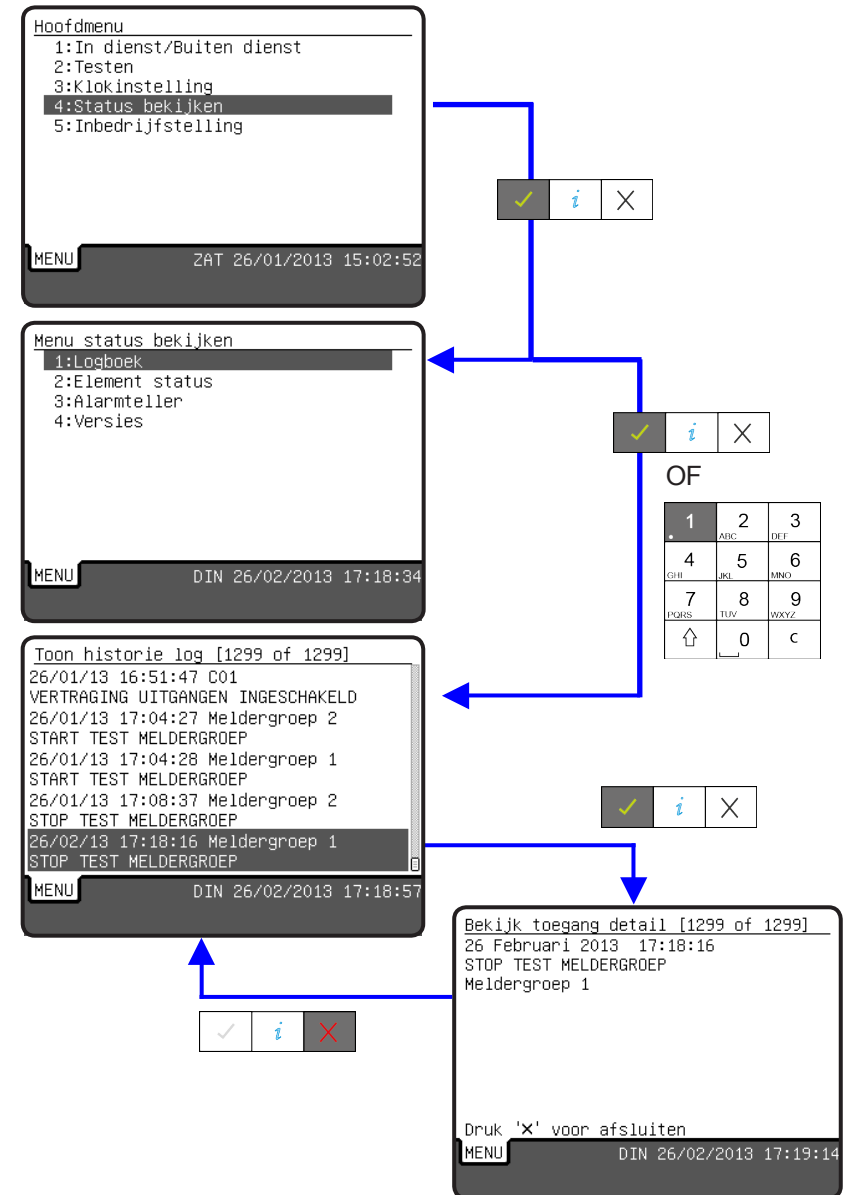 Hoofdmenu
1:In dienst/Buiten dienst
2:Testen
3:Klokinstelling
4:Status bekijken
5:Inbedrijfstelling
i
MENU
ZAT 26/01/2013 15:02:52
Menu status bekijken
1:Logboek
2:Element status
3:Alarmteller
4:Versies
i
OF
1 2 3
. ABC DEF
4 5 6
GHI JKL MNO
7 8 9
PQRS TUV WXYZ
0 C
MENU
DIN 26/02/2013 17:18:34
Toon historie log [1299 of 1299]
26/01/13 16:51:47 C01
VERTRAGING UITGANGEN INGESCHAKELD
26/01/13 17:04:27 Meldergroep 2
START TEST MELDERGROEP
26/01/13 17:04:28 Meldergroep 1
START TEST MELDERGROEP
26/01/13 17:08:37 Meldergroep 2
STOP TEST MELDERGROEP
26/02/13 17:18:16 Meldergroep 1
STOP TEST MELDERGROEP
MENU
DIN 26/02/2013 17:18:57
i
Bekijk toegang detail [1299 of 1299]
26 Februari 2013 17:18:16
STOP TEST MELDERGROEP
Meldergroep 1
Druk '×' voor afsluiten
MENU
DIN 26/02/2013 17:19:14
i